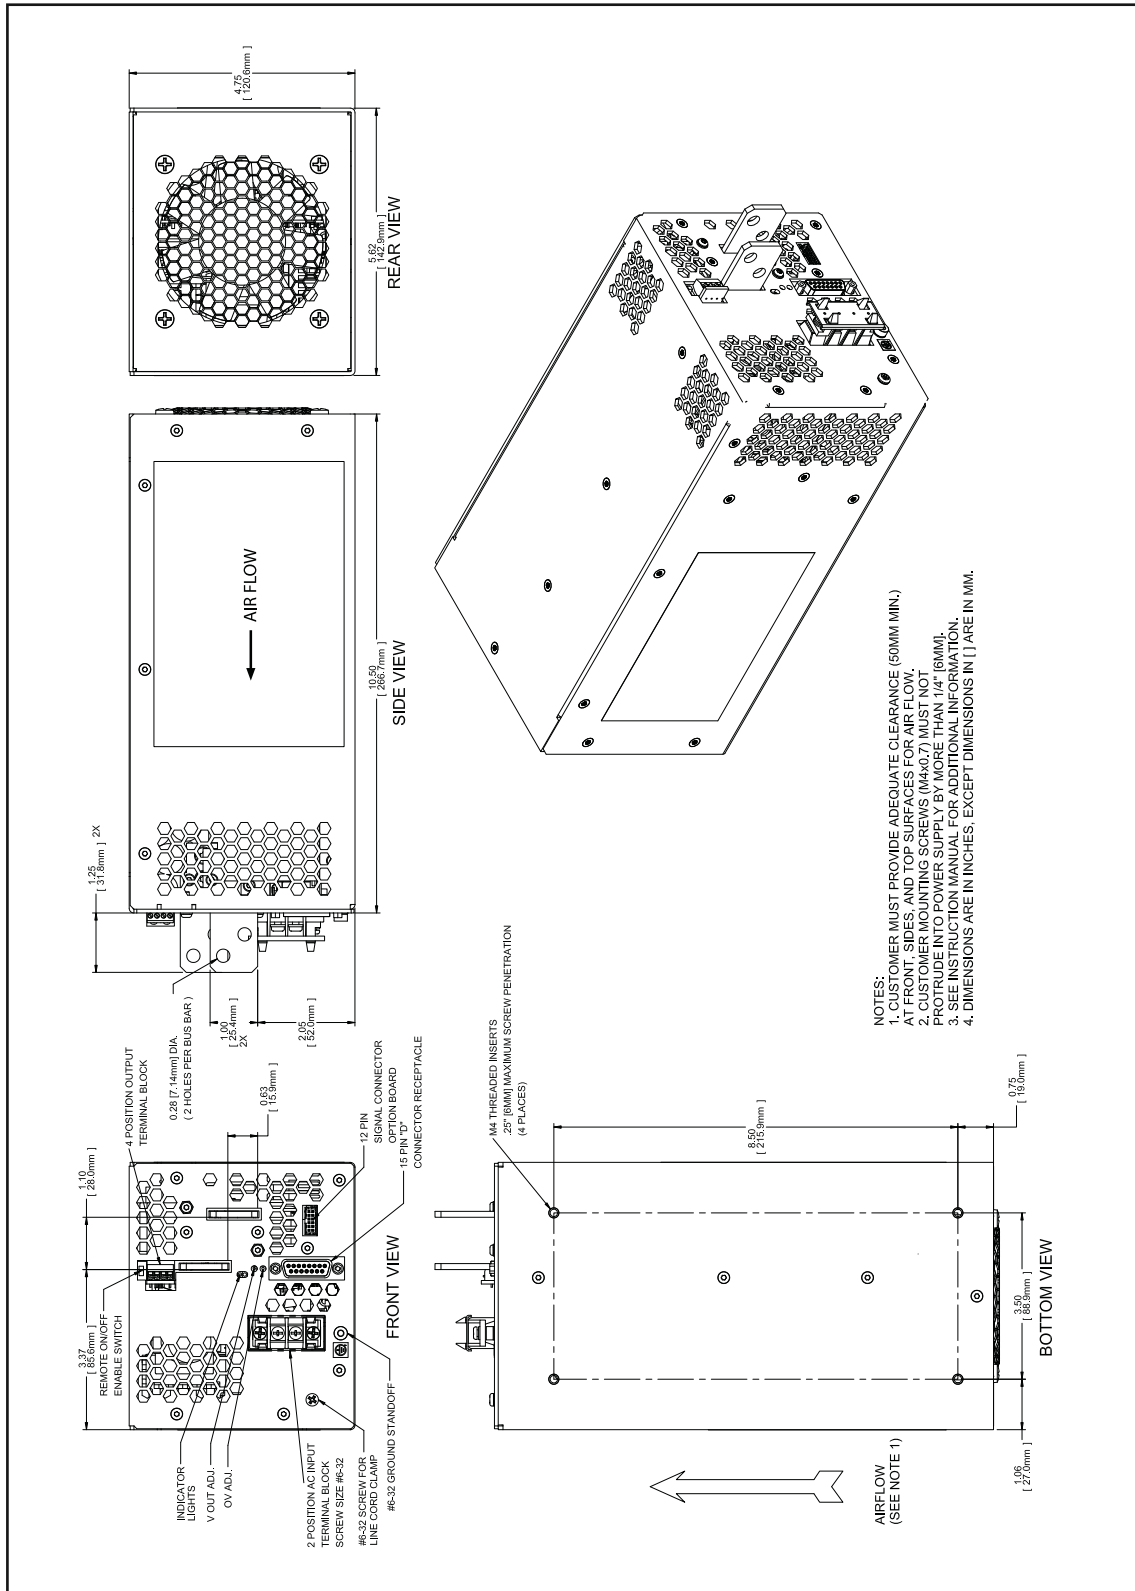 4.75
[ 120.6mm ]
5.62
[ 142.9mm ]
REAR VIEW
AIR FLOW
10.50
[ 266.7mm ]
SIDE VIEW
1.25
[ 31.8mm ] 2X
0.28 [7.14mm] DIA.
( 2 HOLES PER BUS BAR )
1.00
[ 25.4mm ]
2X
2.05
[ 52.0mm ]
4 POSITION OUTPUT
TERMINAL BLOCK
0.63
[ 15.9mm ]
1.10
[ 28.0mm ]
3.37
[ 85.6mm ]
REMOTE ON/OFF
ENABLE SWITCH
12 PIN
SIGNAL CONNECTOR
OPTION BOARD
15 PIN "D"
CONNECTOR RECEPTACLE
FRONT VIEW
INDICATOR
LIGHTS
V OUT ADJ.
OV ADJ.
2 POSITION AC INPUT
TERMINAL BLOCK
SCREW SIZE #6-32
#6-32 SCREW FOR
LINE CORD CLAMP
#6-32 GROUND STANDOFF
M4 THREADED INSERTS
.25" [6MM] MAXIMUM SCREW PENETRATION
(4 PLACES)
8.50
[ 215.9mm ]
0.75
[ 19.0mm ]
3.50
[ 88.9mm ]
1.06
[ 27.0mm ]
BOTTOM VIEW
AIRFLOW
(SEE NOTE 1)
NOTES:
1. CUSTOMER MUST PROVIDE ADEQUATE CLEARANCE (50MM MIN.)
AT FRONT, SIDES, AND TOP SURFACES FOR AIR FLOW.
2. CUSTOMER MOUNTING SCREWS (M4x0.7) MUST NOT
PROTRUDE INTO POWER SUPPLY BY MORE THAN 1/4" [6MM].
3. SEE INSTRUCTION MANUAL FOR ADDITIONAL INFORMATION.
4. DIMENSIONS ARE IN INCHES, EXCEPT DIMENSIONS IN [ ] ARE IN MM.